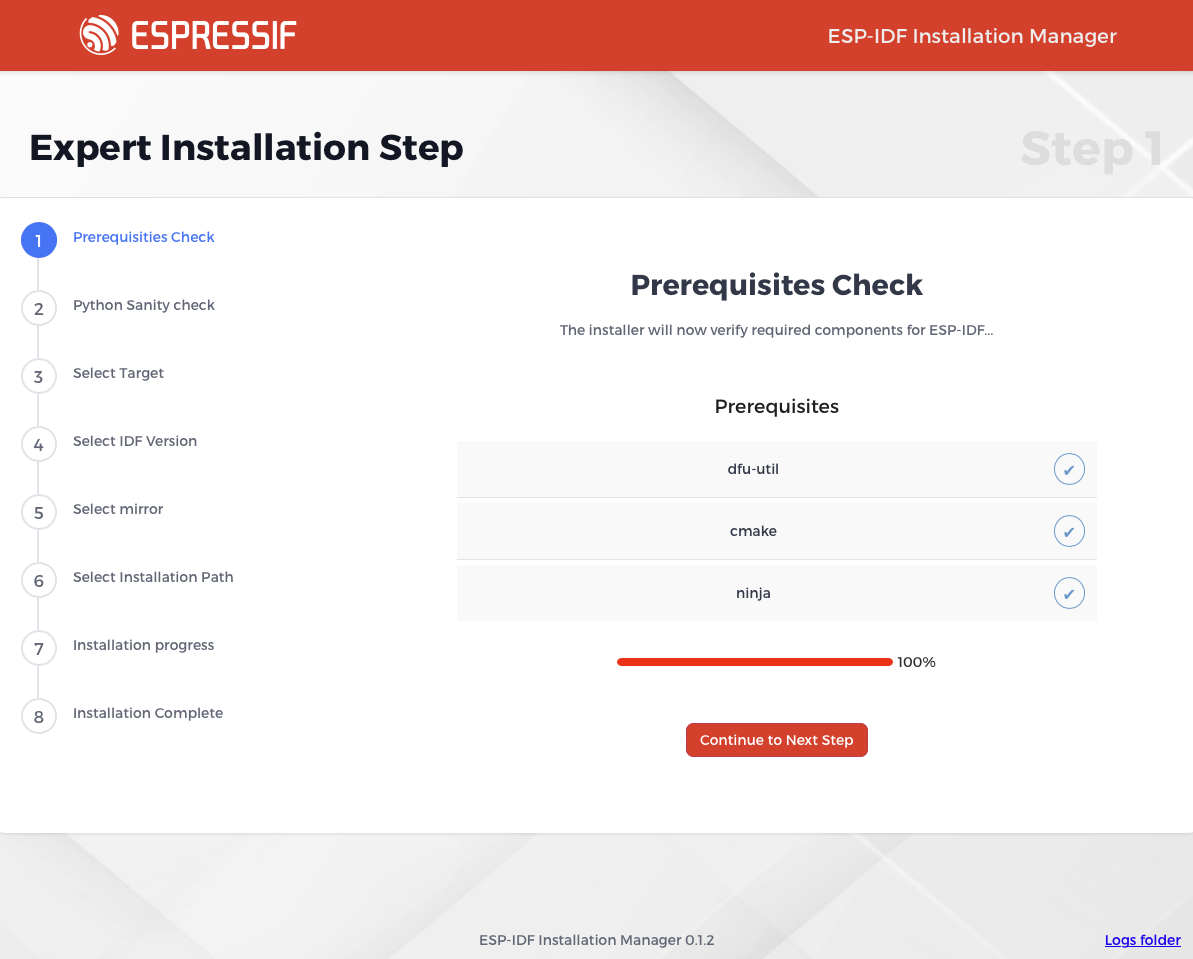 ESPRESSIF
ESP-IDF Installation Manager
Expert Installation Step
Step 1
1 Prerequisities Check
2 Python Sanity check
3 Select Target
4 Select IDF Version
5 Select mirror
6 Select Installation Path
7 Installation progress
8 Installation Complete
Prerequisites Check
The installer will now verify required components for ESP-IDF...
Prerequisites
dfu-util ✔
cmake ✔
ninja ✔
100%
Continue to Next Step
ESP-IDF Installation Manager 0.1.2
Logs folder